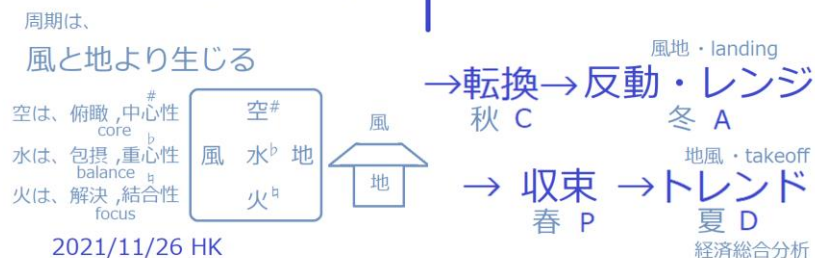 周期は、
風と地より生じる
空は、俯瞰 ,中心性
#
core
水は、包摂 ,重心性
♭
balance
火は、解決 ,結合性
♮
focus
空#
風 水♭ 地
火♮
風
地
2021/11/26 HK
風地・landing
→転換→反動・レンジ
秋 C 冬 A
地風・takeoff
→ 収束 →トレンド
春 P 夏 D
経済総合分析